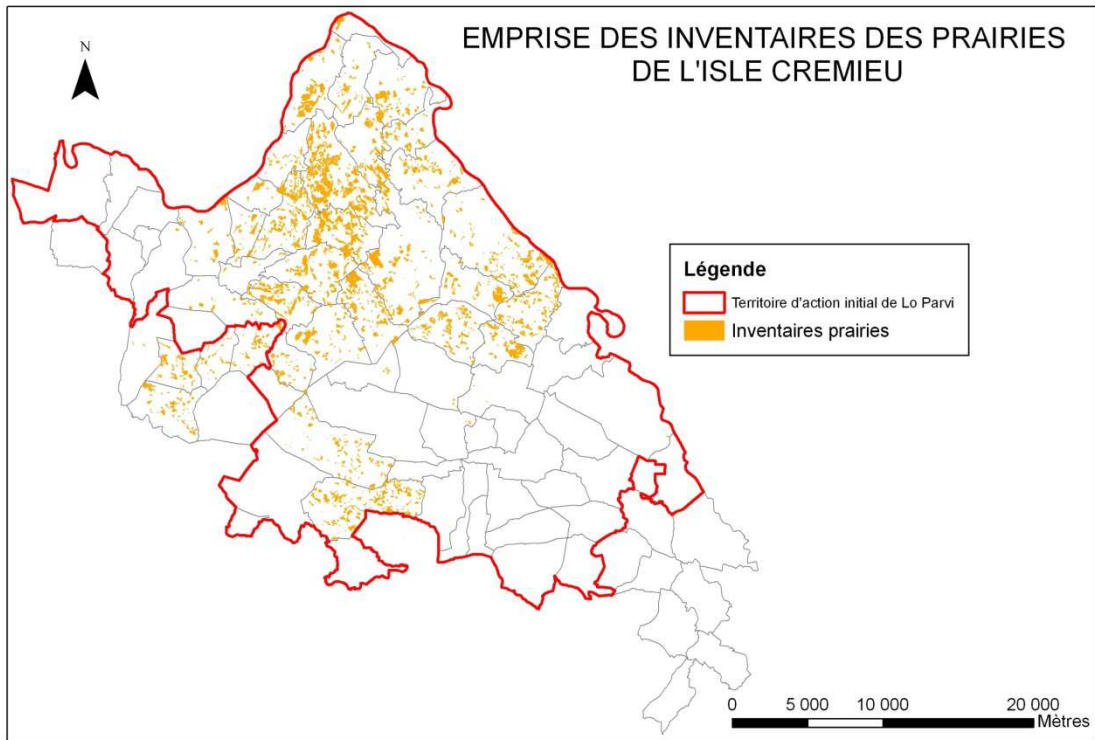 EMPRISE DES INVENTAIRES DES PRAIRIES
DE L'ISLE CREMIEU
N
Légende
Territoire d'action initial de Lo Parvi
Inventaires prairies
0 5 000 10 000 20 000
Mètres